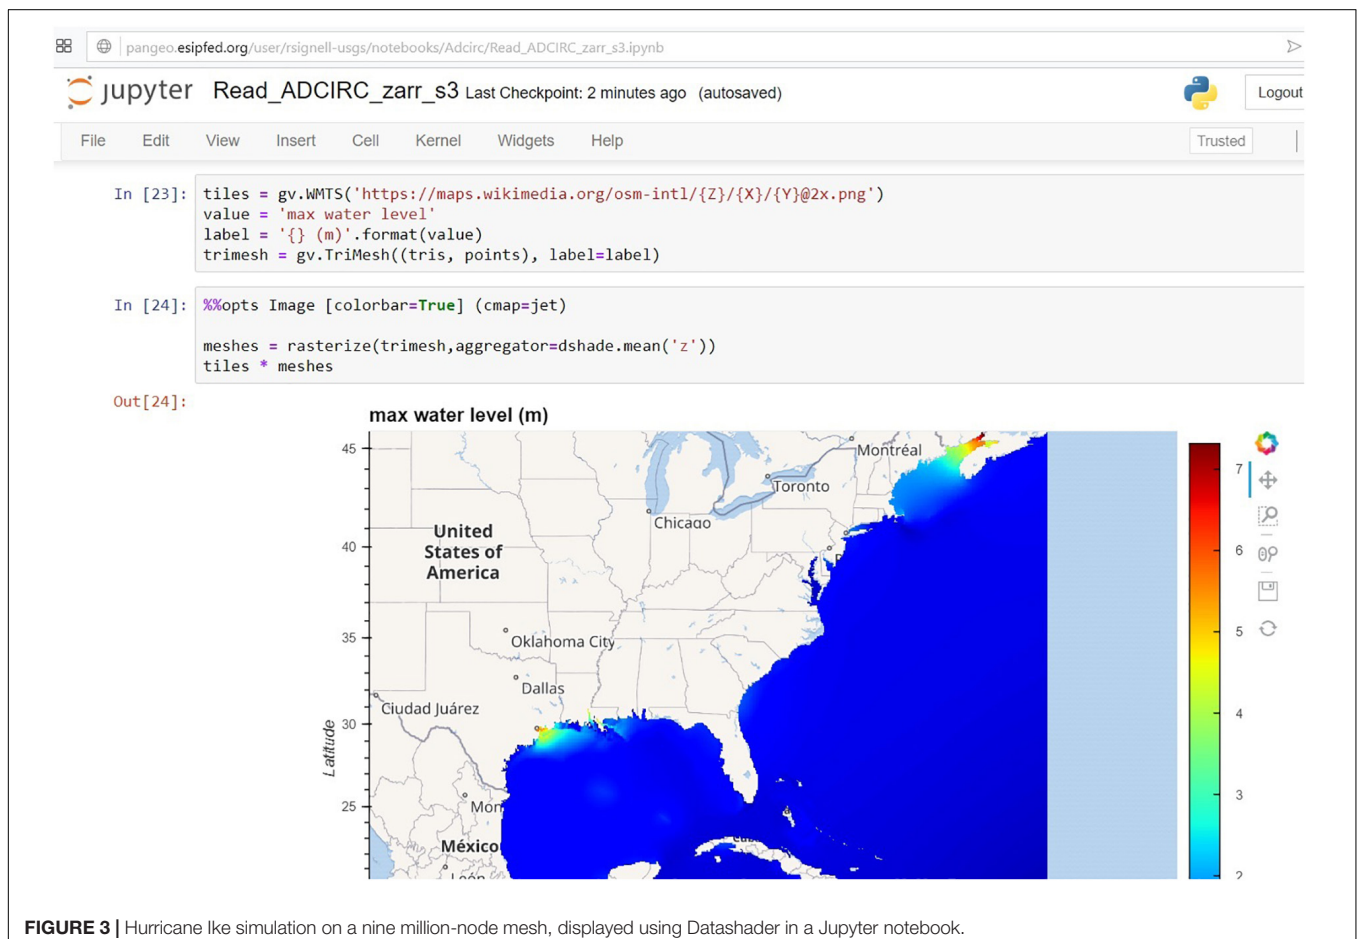 pangeo.esipfed.org/user/rsignell-usgs/notebooks/Adcirc/Read_ADCIRC_zarr_s3.ipynb
jupyter Read_ADCIRC_zarr_s3 Last Checkpoint: 2 minutes ago (autosaved)
Logout
File Edit View Insert Cell Kernel Widgets Help
Trusted
In [23]: tiles = gv.WMTS('https://maps.wikimedia.org/osm-intl/{Z}/{X}/{Y}@2x.png')
value = 'max water level'
label = '{} (m)'.format(value)
trimesh = gv.TriMesh((tris, points), label=label)
In [24]: %%opts Image [colorbar=True] (cmap=jet)
meshes = rasterize(trimesh,aggregator=dshade.mean('z'))
tiles * meshes
Out[24]:
max water level (m)
45
Montréal
7
Toronto
Chicago
United
States of
America
40
6
35
Oklahoma City
5
Dallas
Ciudad Juárez
30
4
Latitude
25
Mon
3
México
León
2
FIGURE 3 | Hurricane Ike simulation on a nine million-node mesh, displayed using Datashader in a Jupyter notebook.